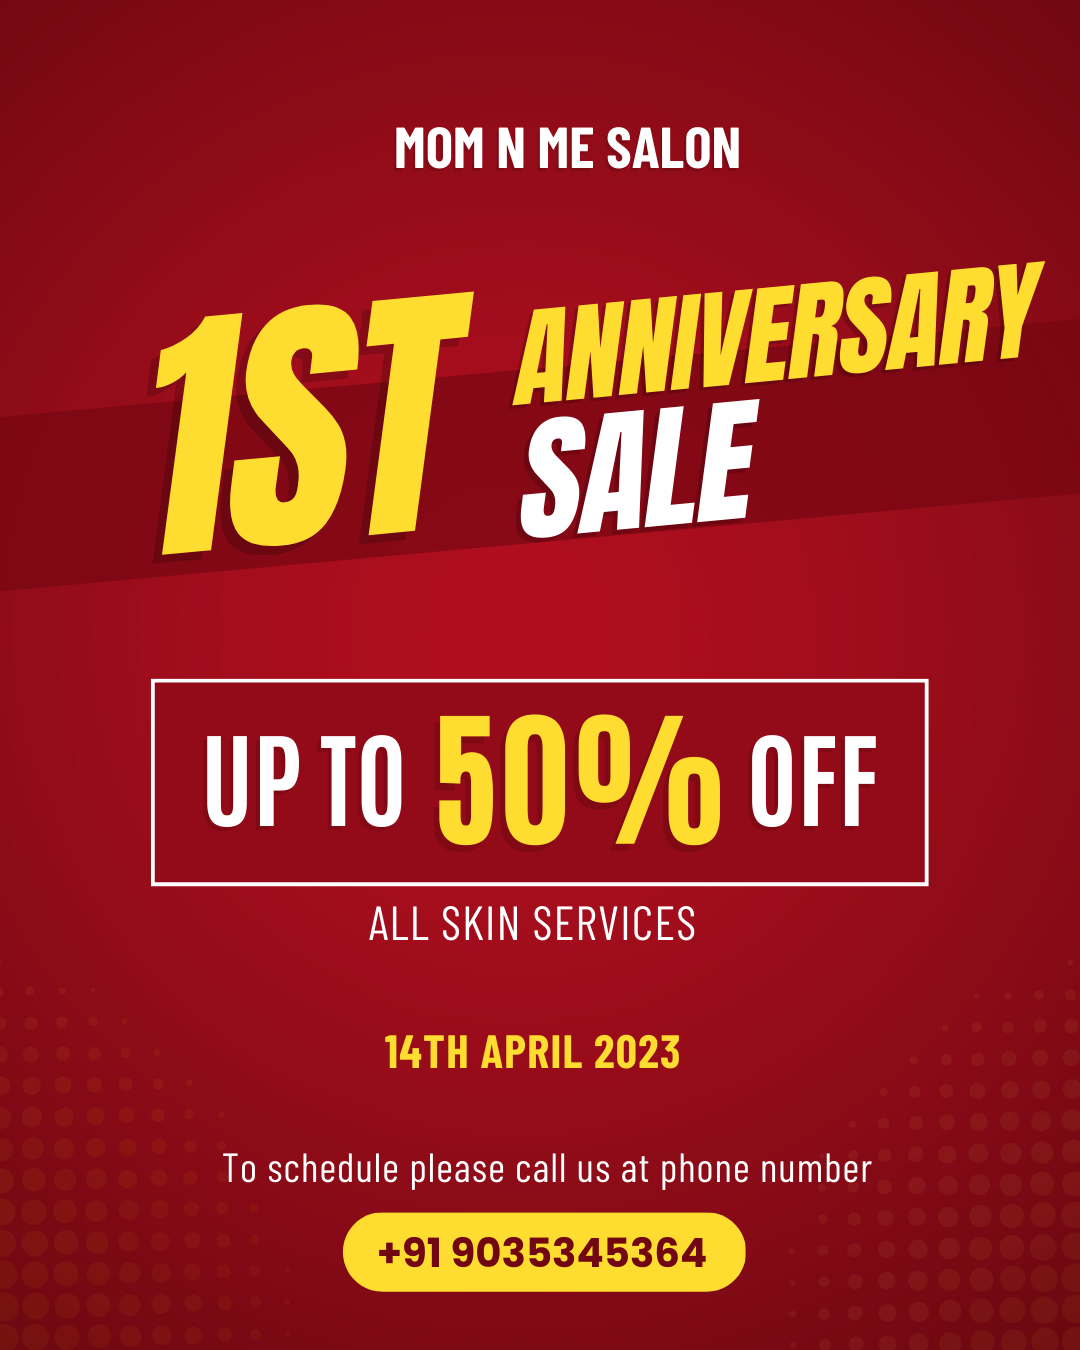 MOM N ME SALON
1ST ANNIVERSARY
SALE
UP TO 50% OFF
ALL SKIN SERVICES
14TH APRIL 2023
To schedule please call us at phone number
+91 9035345364